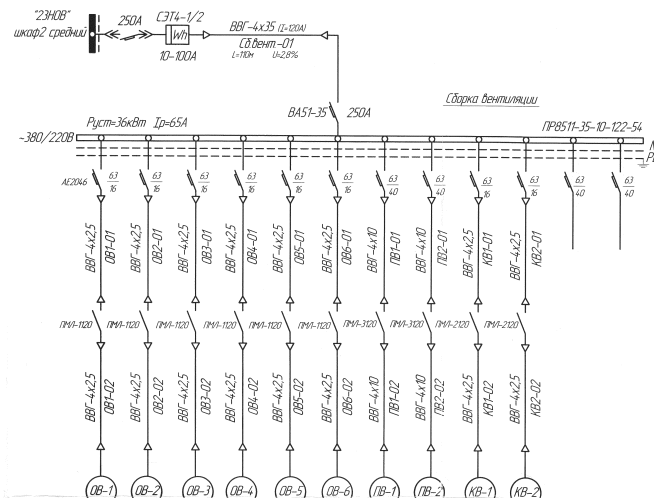 "23НОВ"
шкаф2 средний
250А
СЭТ4-1/2
Wh
10-100А
ВВГ-4х35 (I=120А)
Сб.вент.-01
L=110м U=2,8%
ВА51-35 250А
Сборка вентиляции
Руст=36кВт Iр=65А
ПР8511-35-10-122-54
~380/220В
АЕ2046
63 63 63 63 63 63 63 63 63 63 63 63
16 16 16 16 16 16 40 40 16 16 40 40
ВВГ-4х2,5 ОВ1-01
ВВГ-4х2,5 ОВ2-01
ВВГ-4х2,5 ОВ3-01
ВВГ-4х2,5 ОВ4-01
ВВГ-4х2,5 ОВ5-01
ВВГ-4х2,5 ОВ6-01
ВВГ-4х10 ПВ1-01
ВВГ-4х10 ПВ2-01
ВВГ-4х2,5 КВ1-01
ВВГ-4х2,5 КВ2-01
ПМЛ-1120 ПМЛ-1120 ПМЛ-1120 ПМЛ-1120 ПМЛ-1120 ПМЛ-1120 ПМЛ-3120 ПМЛ-3120 ПМЛ-2120 ПМЛ-2120
ВВГ-4х2,5 ОВ1-02
ВВГ-4х2,5 ОВ2-02
ВВГ-4х2,5 ОВ3-02
ВВГ-4х2,5 ОВ4-02
ВВГ-4х2,5 ОВ5-02
ВВГ-4х2,5 ОВ6-02
ВВГ-4х10 ПВ1-02
ВВГ-4х10 ПВ2-02
ВВГ-4х2,5 КВ1-02
ВВГ-4х2,5 КВ2-02
ОВ-1 ОВ-2 ОВ-3 ОВ-4 ОВ-5 ОВ-6 ПВ-1 ПВ-2 КВ-1 КВ-2